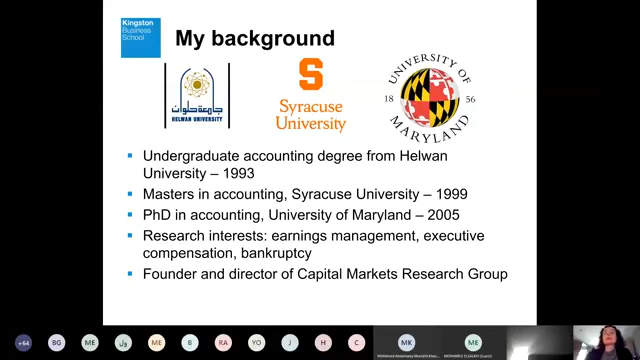 Kingston
Business
School
My background
جامعة حلوان
HELWAN UNIVERSITY
S
Syracuse
University
UNIVERSITY OF
18 56
MARYLAND
Undergraduate accounting degree from Helwan
University – 1993
Masters in accounting, Syracuse University – 1999
PhD in accounting, University of Maryland – 2005
Research interests: earnings management, executive
compensation, bankruptcy
Founder and director of Capital Markets Research Group
+64 BG ME ول ME B RA YO J H C MK ME